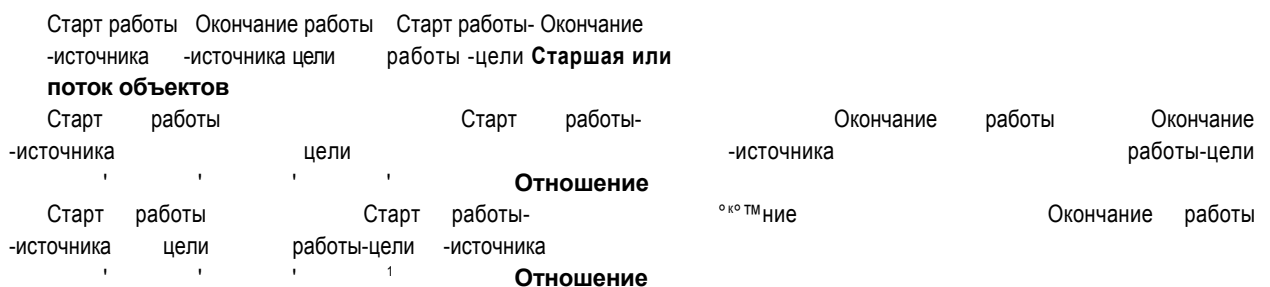 Старт работы Окончание работы Старт работы- Окончание
-источника -источника цели работы -цели Старшая или
поток объектов
Старт работы Старт работы- Окончание работы Окончание
-источника цели -источника работы-цели
' ' ' ' Отношение
Старт работы Старт работы- °ᴷ°™ние Окончание работы
-источника цели работы-цели -источника
' ' ' ¹ Отношение